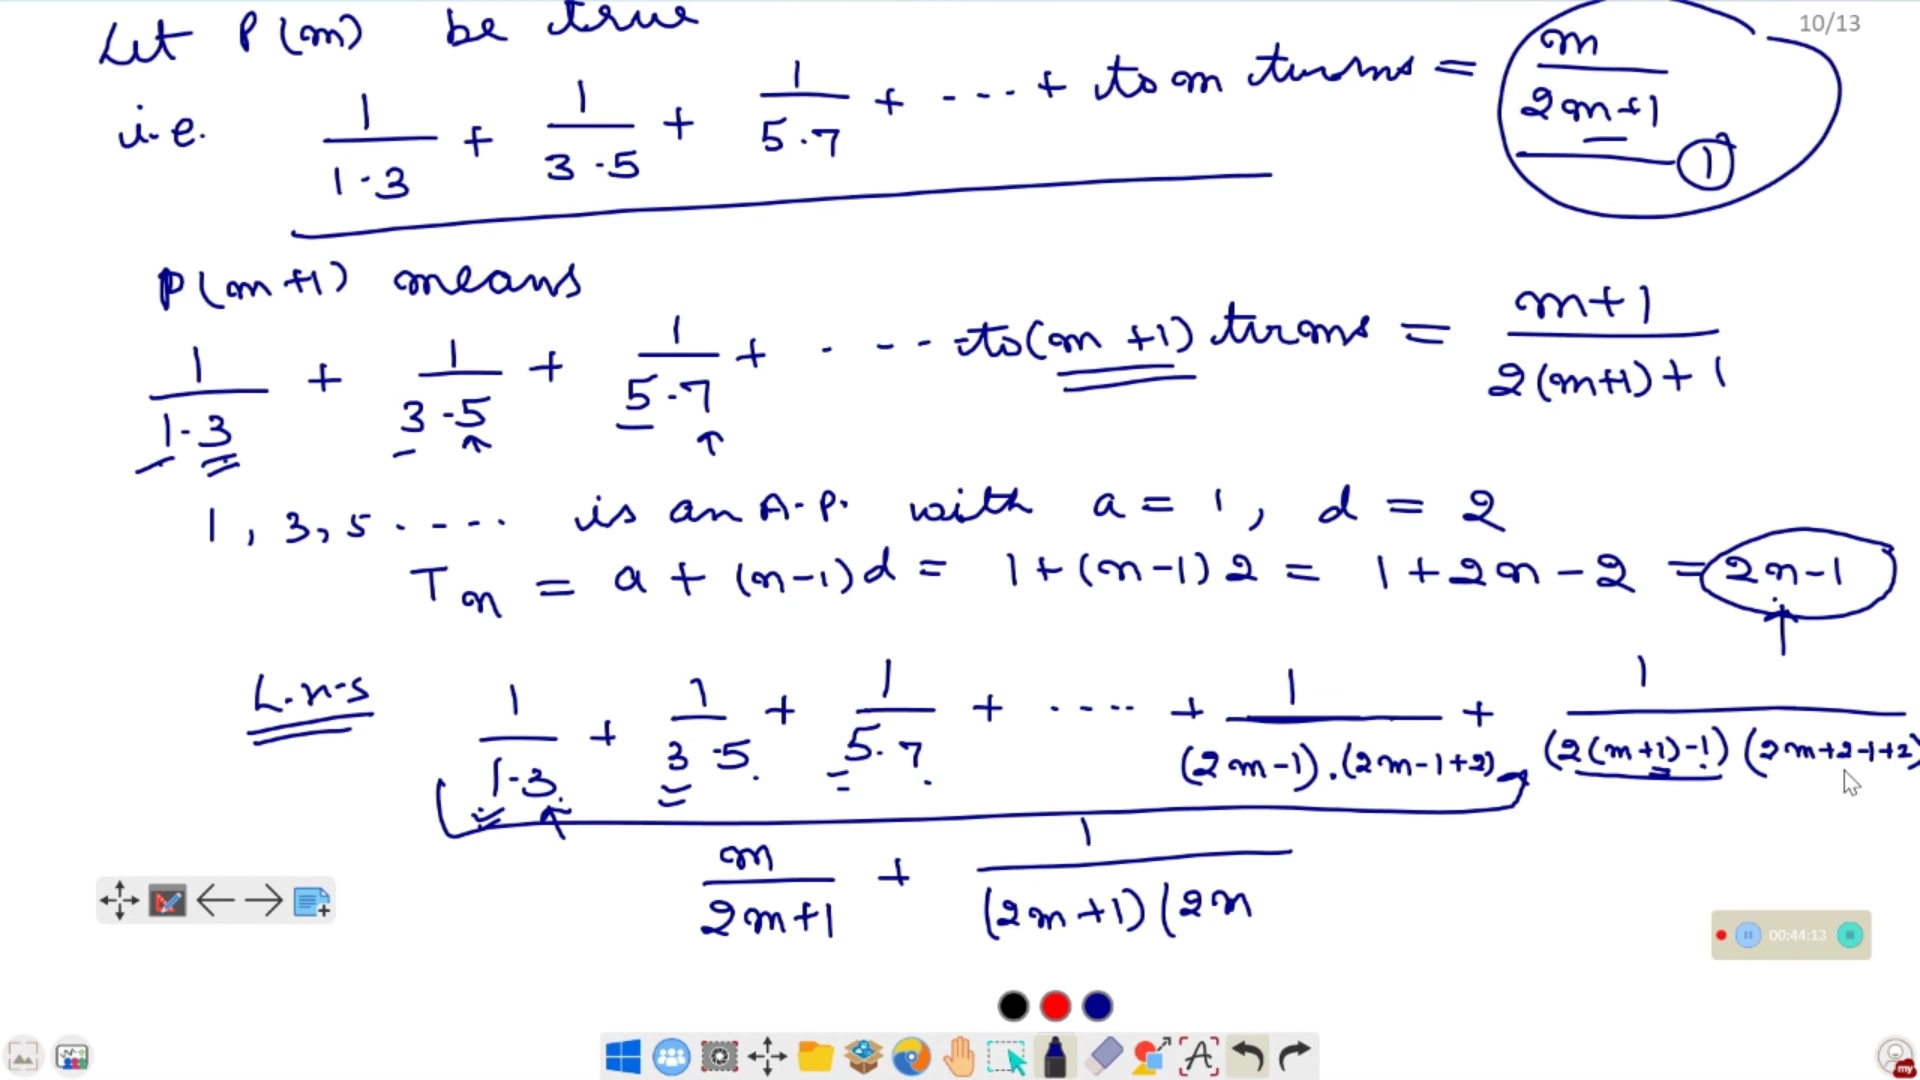 10/13
Let P(m) be true
i.e. 1/1·3 + 1/3·5 + 1/5·7 + ---- + to m terms = m/2m+1 ①
P(m+1) means
1/1·3 + 1/3·5 + 1/5·7 + ---- to (m+1) terms = m+1/2(m+1)+1
1, 3, 5 ---- is an A.P. with a = 1, d = 2
Tn = a + (n-1)d = 1+(n-1)2 = 1+2n-2 = 2n-1
L.H.S 1/1·3 + 1/3·5 + 1/5·7 + ---- + 1/(2m-1).(2m-1+2) + 1/(2(m+1)-1)(2m+2-1+2)
m/2m+1 + 1/(2m+1)(2m
00:44:13
A
my